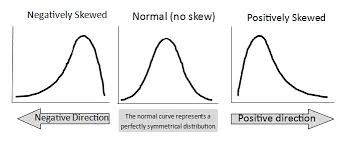 Negatively Skewed
Normal (no skew)
Positively Skewed
Negative Direction
The normal curve represents a
perfectly symmetrical distribution
Positive direction